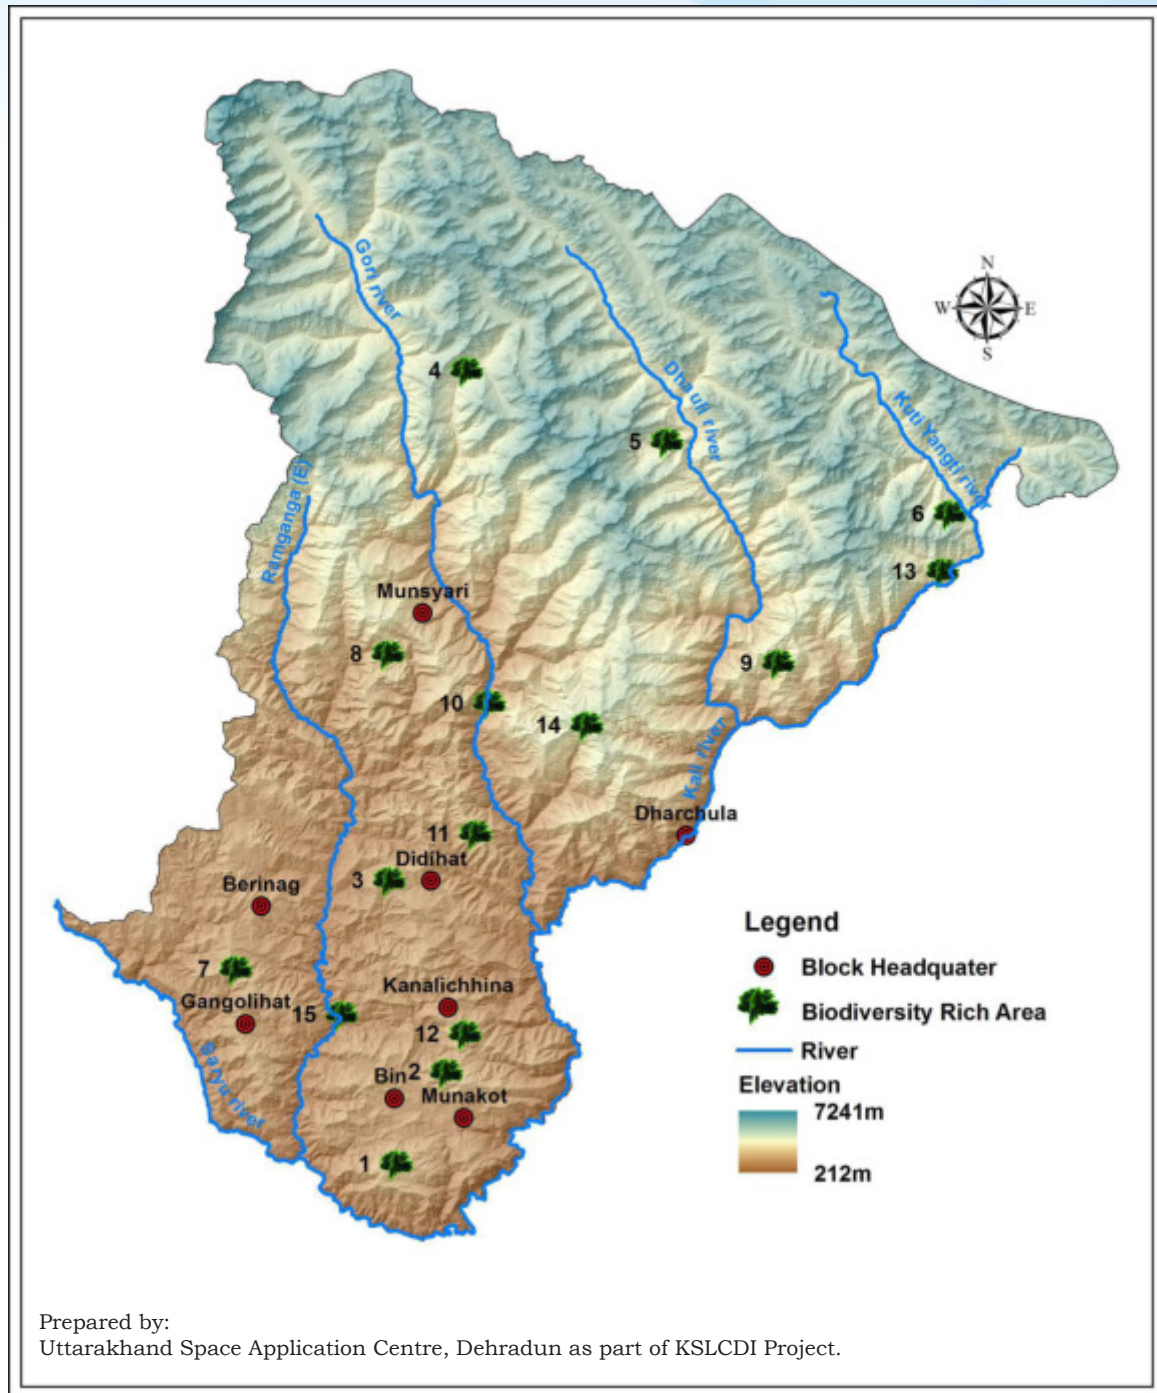 N
W
E
S
Gori river
4
Dhauli river
5
Kuti Yangti river
Ramganga (E)
6
13
Munsyari
8
9
10
14
Kali river
Dharchula
11
Didihat
3
Berinag
7
Kanalichhina
Gangolihat
15
12
Bin
2
Munakot
Saryu river
1
Legend
Block Headquater
Biodiversity Rich Area
River
Elevation
7241m
212m
Prepared by:
Uttarakhand Space Application Centre, Dehradun as part of KSLCDI Project.